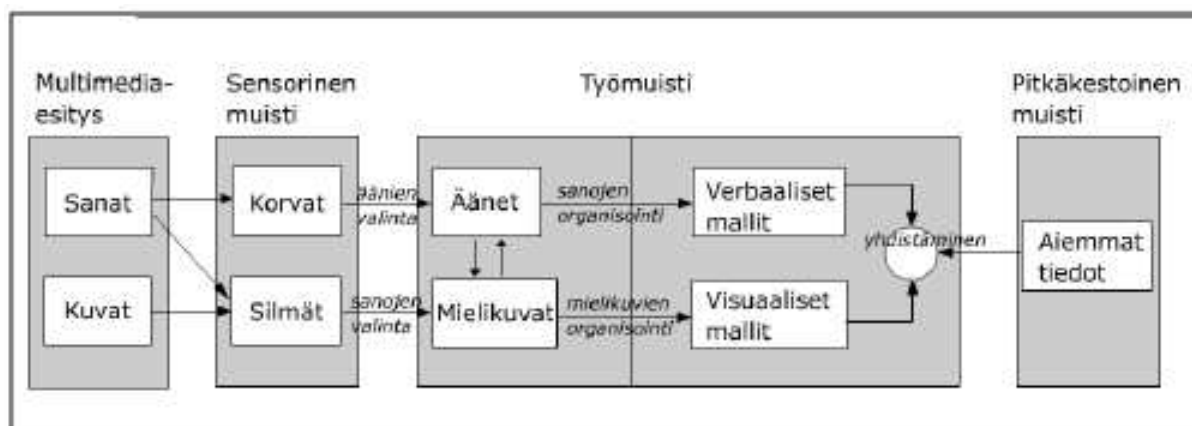 Multimedia-
esitys
Sensorinen
muisti
Työmuisti
Pitkäkestoinen
muisti
Sanat
Korvat
äänien
valinta
Äänet
sanojen
organisointi
Verbaaliset
mallit
yhdistäminen
Aiemmat
tiedot
Kuvat
Silmät
sanojen
valinta
Mielikuvat
mielikuvien
organisointi
Visuaaliset
mallit